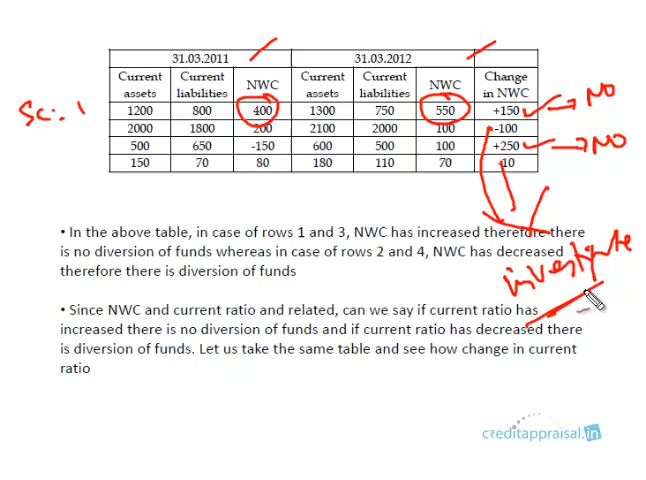 31.03.2011 31.03.2012
Current assets Current liabilities NWC Current assets Current liabilities NWC Change in NWC
Sc: 1 1200 800 400 1300 750 550 +150 NO
2000 1800 200 2100 2000 100 -100
500 650 -150 600 500 100 +250 NO
150 70 80 180 110 70 -10
• In the above table, in case of rows 1 and 3, NWC has increased therefore there
is no diversion of funds whereas in case of rows 2 and 4, NWC has decreased
therefore there is diversion of funds
investigate
• Since NWC and current ratio and related, can we say if current ratio has
increased there is no diversion of funds and if current ratio has decreased there
is diversion of funds. Let us take the same table and see how change in current
ratio
creditappraisal.in